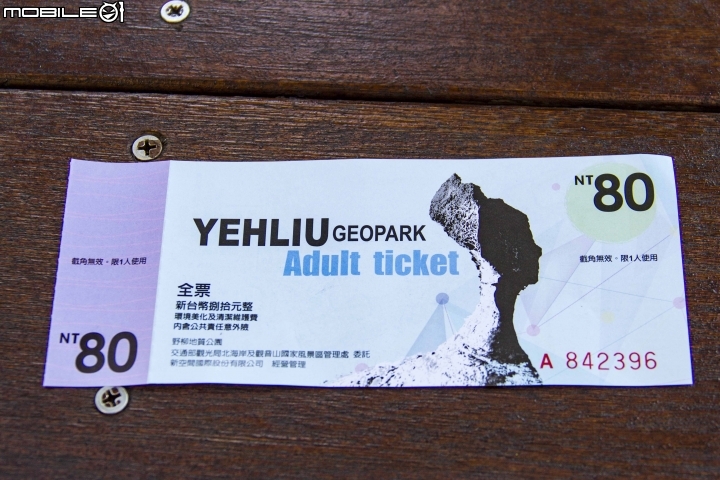 MOBILE01
截角無效。限1人使用
NT80
YEHLIU GEOPARK
Adult ticket
全票
新台幣捌拾元整
環境美化及清潔維護費
內含公共責任意外險
野柳地質公園
交通部觀光局北海岸及觀音山國家風景區管理處 委託
新空間國際股份有限公司 經營管理
NT80
截角無效。限1人使用
A 842396